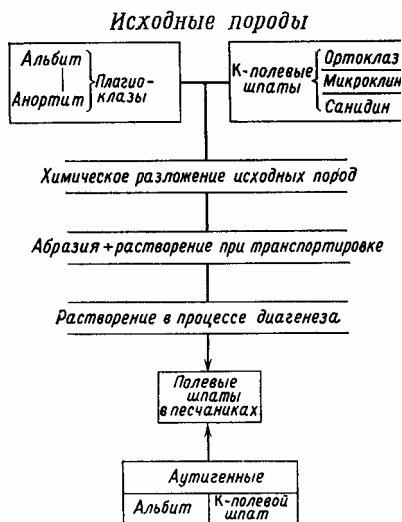 Исходные породы
Альбит
Анортит
Плагио-
клазы
К-полевые
шпаты
Ортоклаз
Микроклин
Санидин
Химическое разложение исходных пород
Абразия+растворение при транспортировке
Растворение в процессе диагенеза
Полевые
шпаты
в песчаниках
Аутигенные
Альбит
К-полевой
шпат